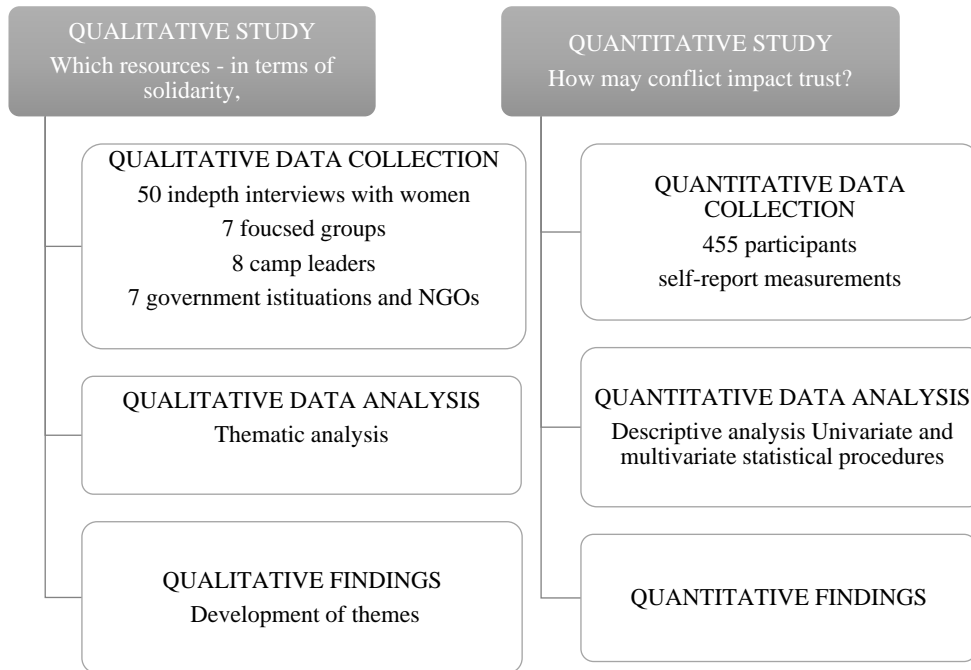 QUALITATIVE STUDY
Which resources - in terms of
solidarity,
QUALITATIVE DATA COLLECTION
50 indepth interviews with women
7 foucsed groups
8 camp leaders
7 government istituations and NGOs
QUALITATIVE DATA ANALYSIS
Thematic analysis
QUALITATIVE FINDINGS
Development of themes
QUANTITATIVE STUDY
How may conflict impact trust?
QUANTITATIVE DATA
COLLECTION
455 participants
self-report measurements
QUANTITATIVE DATA ANALYSIS
Descriptive analysis Univariate and
multivariate statistical procedures
QUANTITATIVE FINDINGS